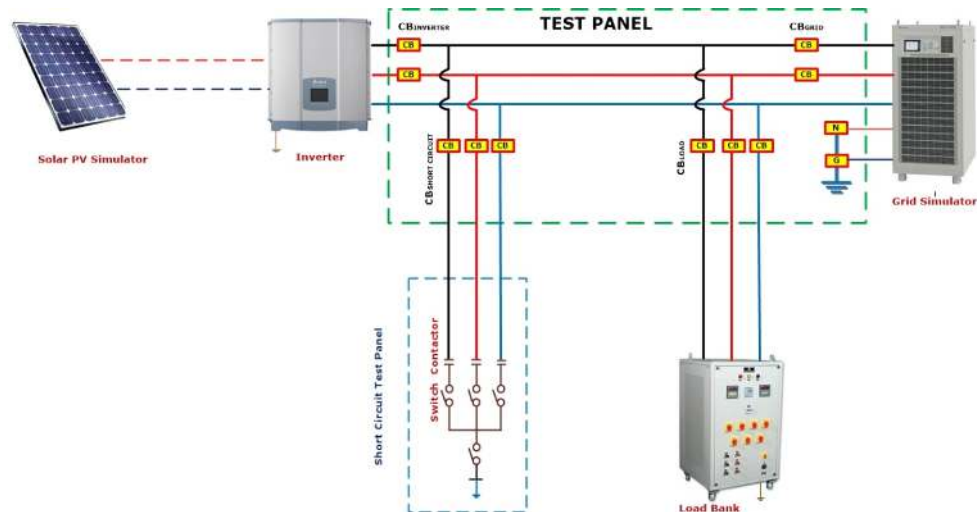 TEST PANEL
CBINVERTER
CBGRID
CB
CB
CB
CB
CB
CB
CB
CB
CB
CB
N
G
CBSHORT CIRCUIT
CBLOAD
Solar PV Simulator
Inverter
Grid Simulator
Short Circuit Test Panel
Switch Contactor
Load Bank